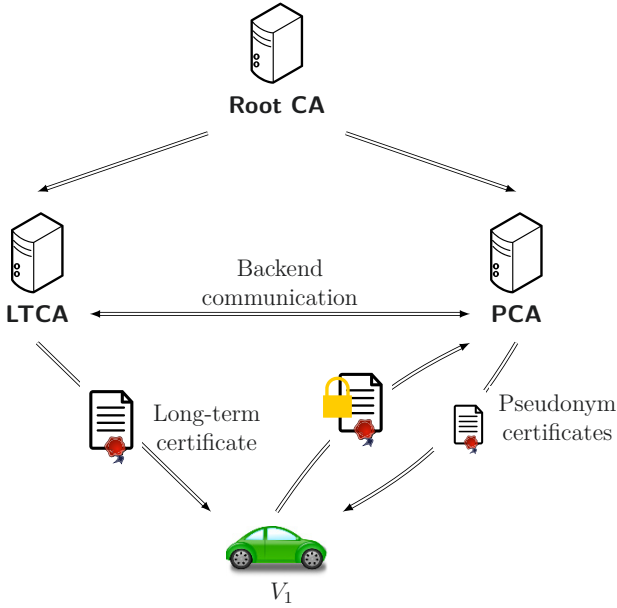 Root CA
Backend
communication
LTCA
PCA
Long-term
certificate
Pseudonym
certificates
V1